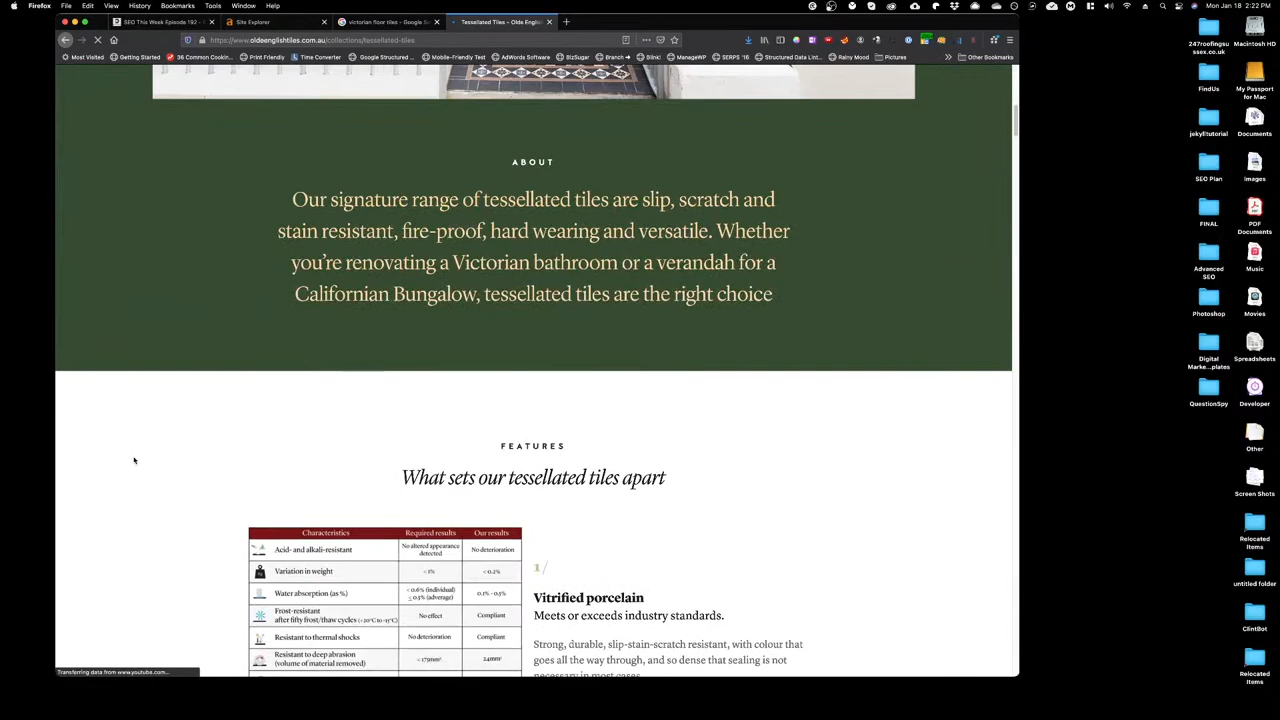 Firefox File Edit View History Bookmarks Tools Window Help
Mon Jan 18 2:22 PM
SEO This Week Episode 192 -
Site Explorer
victorian floor tiles - Google Se
Tessellated Tiles – Olde Englis
https://www.oldeenglishtiles.com.au/collections/tessellated-tiles
Most Visited
Getting Started
36 Common Cookin...
Print Friendly
Time Converter
Google Structured ...
Mobile-Friendly Test
AdWords Software
BizSugar
Branch
Blink!
ManageWP
SERPS '16
Structured Data Lint...
Rainy Mood
Pictures
Other Bookmarks
ABOUT
Our signature range of tessellated tiles are slip, scratch and
stain resistant, fire-proof, hard wearing and versatile. Whether
you're renovating a Victorian bathroom or a verandah for a
Californian Bungalow, tessellated tiles are the right choice
FEATURES
What sets our tessellated tiles apart
Characteristics Required results Our results
Acid- and alkali-resistant No altered appearance detected No deterioration
Variation in weight < 1% < 0.2%
Water absorption (as %) < 0.6% (individual) ≤ 0.5% (adverage) 0.1% - 0.5%
Frost-resistant after fifty frost/thaw cycles (+20°C to -15°C) No effect Compliant
Resistant to thermal shocks No deterioration Compliant
Resistant to deep abrasion (volume of material removed) < 175mm³ 24mm³
1/
Vitrified porcelain
Meets or exceeds industry standards.
Strong, durable, slip-stain-scratch resistant, with colour that
goes all the way through, and so dense that sealing is not
necessary in most cases
Transferring data from www.youtube.com...
247roofingsussex.co.uk
Macintosh HD
FindUs
My Passport for Mac
jekylltutorial
Documents
SEO Plan
Images
FINAL
PDF Documents
Advanced SEO
Music
Photoshop
Movies
Digital Marke...plates
Spreadsheets
QuestionSpy
Developer
Other
Screen Shots
Relocated Items
untitled folder
ClintBot
Relocated Items